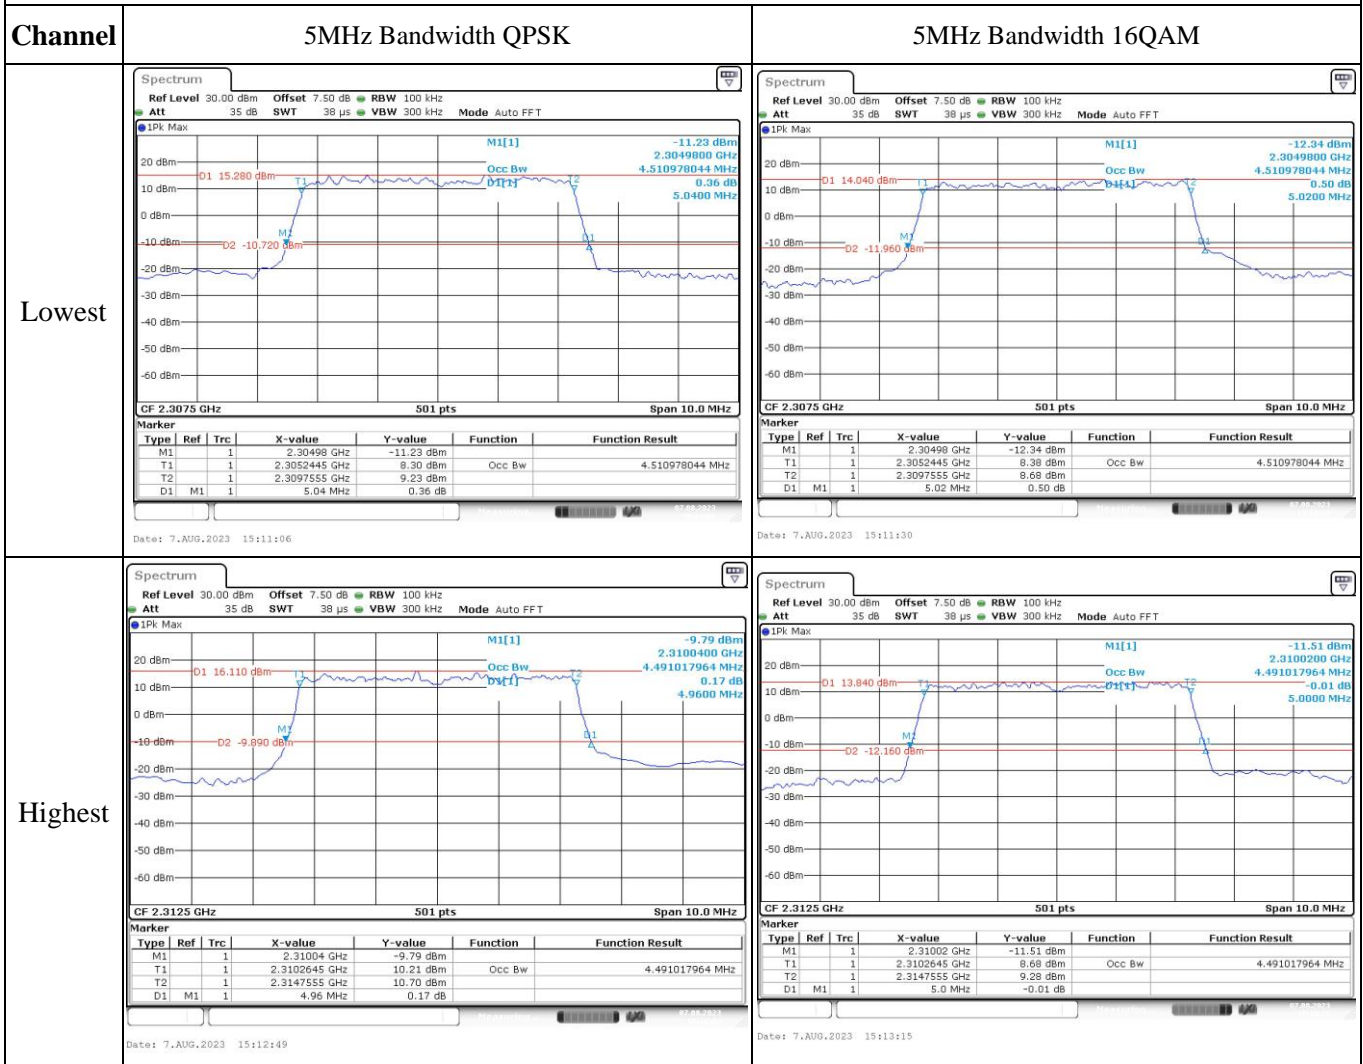 Channel 5MHz Bandwidth QPSK 5MHz Bandwidth 16QAM
Lowest
Spectrum
Ref Level 30.00 dBm Offset 7.50 dB RBW 100 kHz
Att 35 dB SWT 38 µs VBW 300 kHz Mode Auto FFT
1Pk Max
M1[1] -11.23 dBm
2.3049800 GHz
20 dBm
Occ Bw 4.510978044 MHz
D1 15.280 dBm
D1[1] 0.36 dB
T1
T2
10 dBm
5.0400 MHz
0 dBm
M1
D1
-10 dBm
D2 -10.720 dBm
-20 dBm
-30 dBm
-40 dBm
-50 dBm
-60 dBm
CF 2.3075 GHz 501 pts Span 10.0 MHz
Marker
Type Ref Trc X-value Y-value Function Function Result
M1 1 2.30498 GHz -11.23 dBm
T1 1 2.3052445 GHz 8.30 dBm Occ Bw 4.510978044 MHz
T2 1 2.3097555 GHz 9.23 dBm
D1 M1 1 5.04 MHz 0.36 dB
Date: 7.AUG.2023 15:11:06
Spectrum
Ref Level 30.00 dBm Offset 7.50 dB RBW 100 kHz
Att 35 dB SWT 38 µs VBW 300 kHz Mode Auto FFT
1Pk Max
M1[1] -12.34 dBm
2.3049800 GHz
20 dBm
Occ Bw 4.510978044 MHz
D1 14.040 dBm
D1[1] 0.50 dB
T1
T2
10 dBm
5.0200 MHz
0 dBm
M1
D1
-10 dBm
D2 -11.960 dBm
-20 dBm
-30 dBm
-40 dBm
-50 dBm
-60 dBm
CF 2.3075 GHz 501 pts Span 10.0 MHz
Marker
Type Ref Trc X-value Y-value Function Function Result
M1 1 2.30498 GHz -12.34 dBm
T1 1 2.3052445 GHz 8.38 dBm Occ Bw 4.510978044 MHz
T2 1 2.3097555 GHz 8.68 dBm
D1 M1 1 5.02 MHz 0.50 dB
Date: 7.AUG.2023 15:11:30
Highest
Spectrum
Ref Level 30.00 dBm Offset 7.50 dB RBW 100 kHz
Att 35 dB SWT 38 µs VBW 300 kHz Mode Auto FFT
1Pk Max
M1[1] -9.79 dBm
2.3100400 GHz
20 dBm
Occ Bw 4.491017964 MHz
D1 16.110 dBm
D1[1] 0.17 dB
T1
T2
10 dBm
4.9600 MHz
0 dBm
M1
D1
-10 dBm
D2 -9.890 dBm
-20 dBm
-30 dBm
-40 dBm
-50 dBm
-60 dBm
CF 2.3125 GHz 501 pts Span 10.0 MHz
Marker
Type Ref Trc X-value Y-value Function Function Result
M1 1 2.31004 GHz -9.79 dBm
T1 1 2.3102645 GHz 10.21 dBm Occ Bw 4.491017964 MHz
T2 1 2.3147555 GHz 10.70 dBm
D1 M1 1 4.96 MHz 0.17 dB
Date: 7.AUG.2023 15:12:49
Spectrum
Ref Level 30.00 dBm Offset 7.50 dB RBW 100 kHz
Att 35 dB SWT 38 µs VBW 300 kHz Mode Auto FFT
1Pk Max
M1[1] -11.51 dBm
2.3100200 GHz
20 dBm
Occ Bw 4.491017964 MHz
D1 13.840 dBm
D1[1] -0.01 dB
T1
T2
10 dBm
5.0000 MHz
0 dBm
M1
D1
-10 dBm
D2 -12.160 dBm
-20 dBm
-30 dBm
-40 dBm
-50 dBm
-60 dBm
CF 2.3125 GHz 501 pts Span 10.0 MHz
Marker
Type Ref Trc X-value Y-value Function Function Result
M1 1 2.31002 GHz -11.51 dBm
T1 1 2.3102645 GHz 8.68 dBm Occ Bw 4.491017964 MHz
T2 1 2.3147555 GHz 9.28 dBm
D1 M1 1 5.0 MHz -0.01 dB
Date: 7.AUG.2023 15:13:15